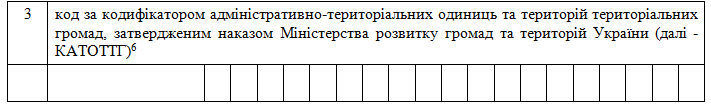 3 код за кодифікатором адміністративно-територіальних одиниць та територій територіальних
громад, затвердженим наказом Міністерства розвитку громад та територій України (далі -
КАТОТТГ)⁶